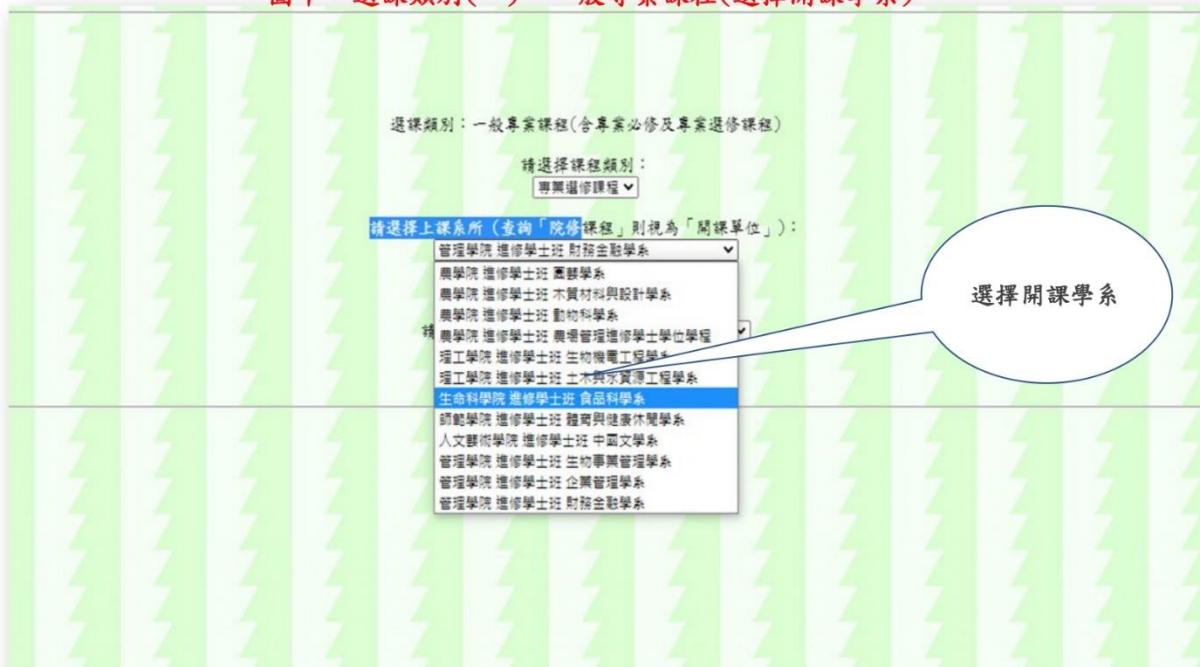 選課類別：一般專業課程(含專業必修及專業選修課程)
請選擇課程類別：
專業選修課程
請選擇上課系所（查詢「院修課程」則視為「開課單位」）：
管理學院 進修學士班 財務金融學系
農學院 進修學士班 園藝學系
農學院 進修學士班 木質材料與設計學系
農學院 進修學士班 動物科學系
請
農學院 進修學士班 農場管理進修學士學位學程
理工學院 進修學士班 生物機電工程學系
理工學院 進修學士班 土木與水資源工程學系
生命科學院 進修學士班 食品科學系
師範學院 進修學士班 體育與健康休閒學系
人文藝術學院 進修學士班 中國文學系
管理學院 進修學士班 生物事業管理學系
管理學院 進修學士班 企業管理學系
管理學院 進修學士班 財務金融學系
選擇開課學系